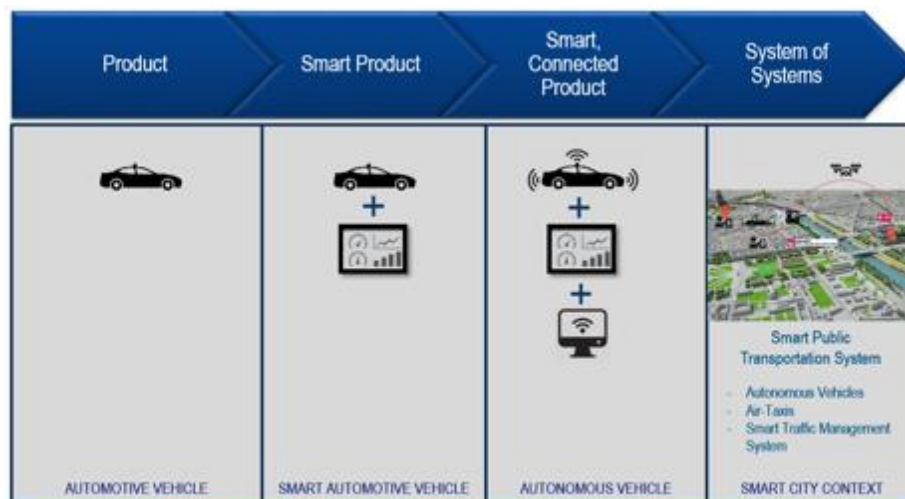 Product
Smart Product
Smart,
Connected
Product
System of
Systems
Smart Public
Transportation System
- Autonomous Vehicles
- Air-Taxis
- Smart Traffic Management
System
AUTOMOTIVE VEHICLE
SMART AUTOMOTIVE VEHICLE
AUTONOMOUS VEHICLE
SMART CITY CONTEXT